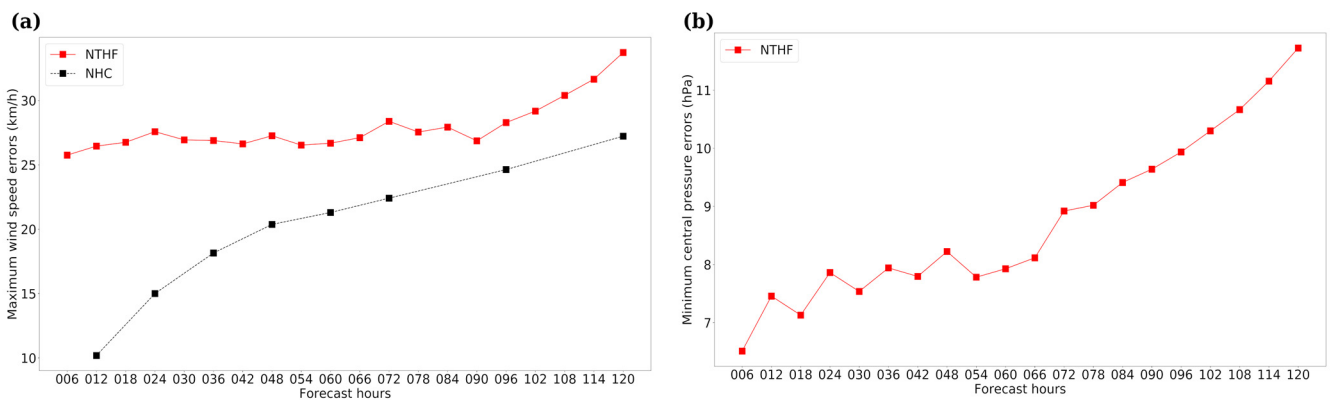 (a)
NTHF
NHC
Maximum wind speed errors (km/h)
30
25
20
15
10
006 012 018 024 030 036 042 048 054 060 066 072 078 084 090 096 102 108 114 120
Forecast hours
(b)
NTHF
Minimum central pressure errors (hPa)
11
10
9
8
7
006 012 018 024 030 036 042 048 054 060 066 072 078 084 090 096 102 108 114 120
Forecast hours